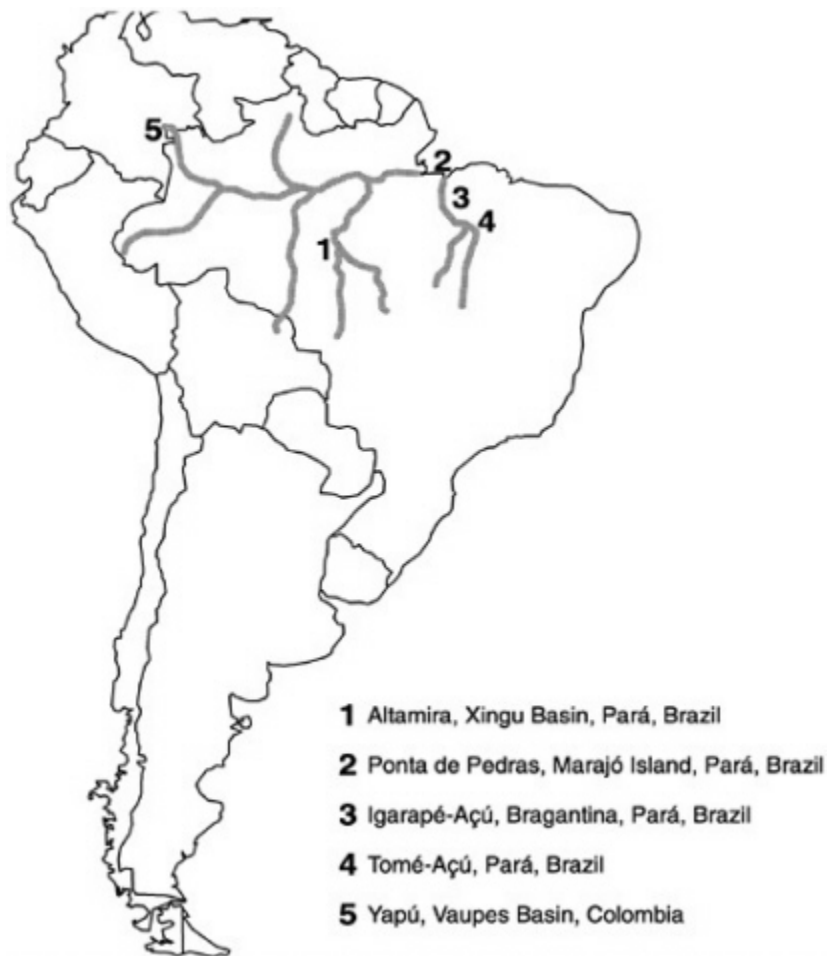 5
2
3
4
1
1 Altamira, Xingu Basin, Pará, Brazil
2 Ponta de Pedras, Marajó Island, Pará, Brazil
3 Igarapé-Açú, Bragantina, Pará, Brazil
4 Tomé-Açú, Pará, Brazil
5 Yapú, Vaupes Basin, Colombia